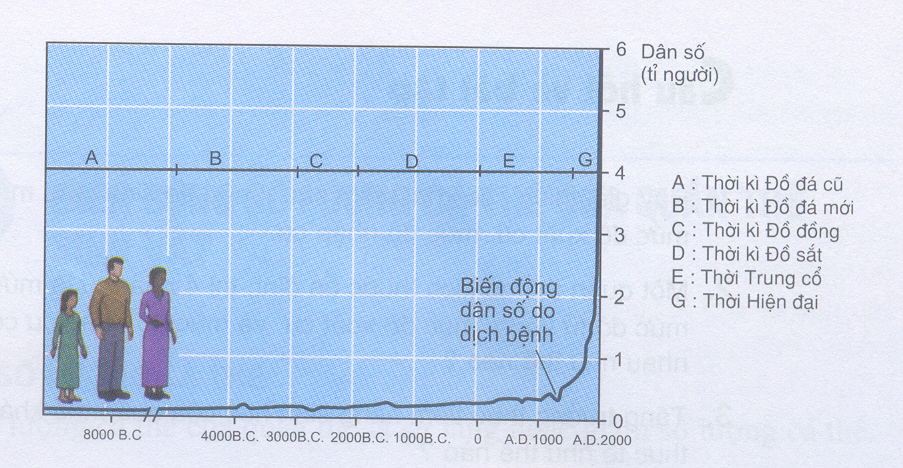 6
Dân số
(tỉ người)
5
A
B
C
D
E
G
4
A : Thời kì Đồ đá cũ
B : Thời kì Đồ đá mới
C : Thời kì Đồ đồng
D : Thời kì Đồ sắt
E : Thời Trung cổ
G : Thời Hiện đại
3
Biến động
dân số do
dịch bệnh
2
1
0
8000 B.C
4000B.C. 3000B.C. 2000B.C. 1000B.C. 0 A.D.1000 A.D.2000